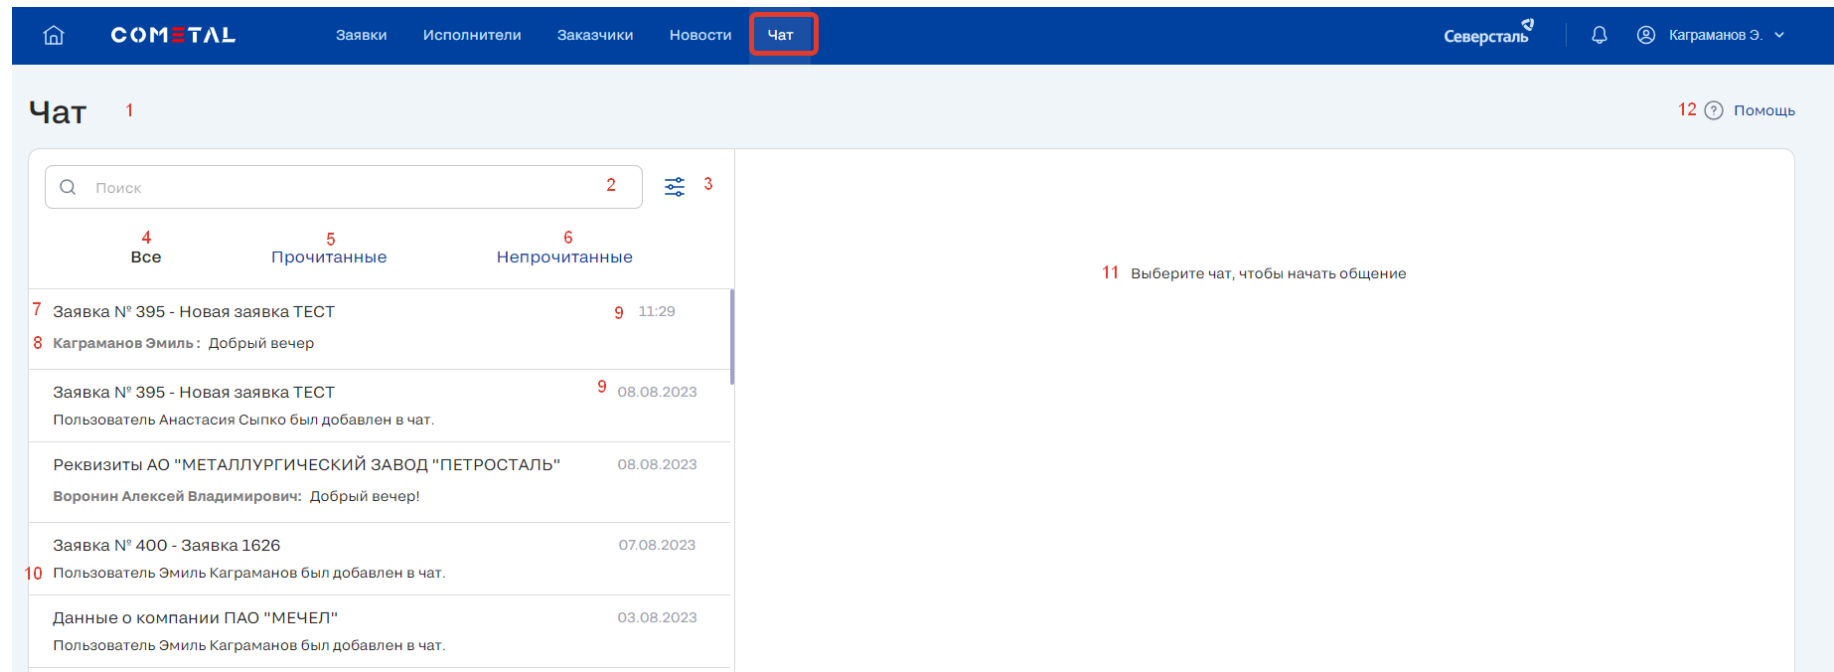 COMETAL Заявки Исполнители Заказчики Новости Чат Северсталь Каграманов Э.
Чат 1 12 Помощь
Поиск 2 3
4 5 6
Все Прочитанные Непрочитанные
11 Выберите чат, чтобы начать общение
7 Заявка № 395 - Новая заявка ТЕСТ 9 11:29
8 Каграманов Эмиль : Добрый вечер
Заявка № 395 - Новая заявка ТЕСТ 9 08.08.2023
Пользователь Анастасия Сыпко был добавлен в чат.
Реквизиты АО "МЕТАЛЛУРГИЧЕСКИЙ ЗАВОД "ПЕТРОСТАЛЬ" 08.08.2023
Воронин Алексей Владимирович: Добрый вечер!
Заявка № 400 - Заявка 1626 07.08.2023
10 Пользователь Эмиль Каграманов был добавлен в чат.
Данные о компании ПАО "МЕЧЕЛ" 03.08.2023
Пользователь Эмиль Каграманов был добавлен в чат.